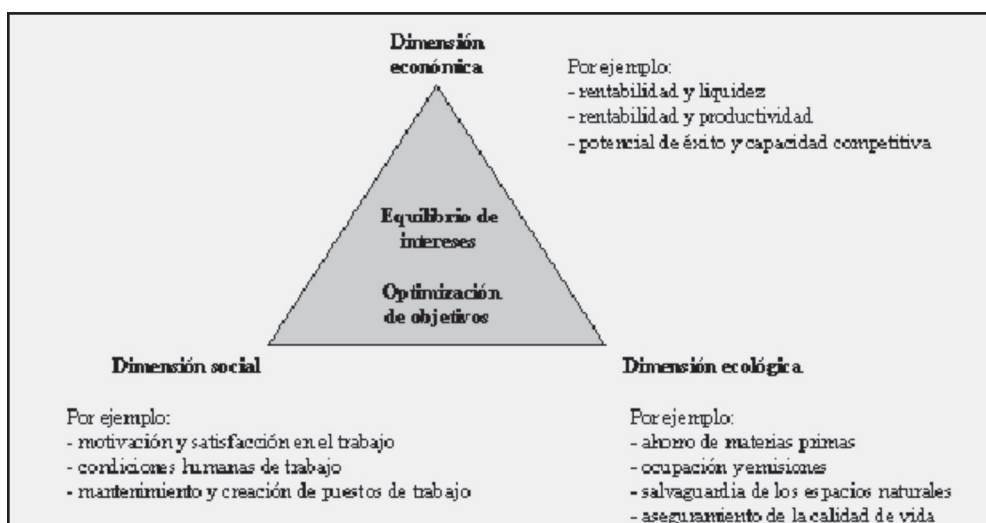 Dimensión
económica
Por ejemplo:
- rentabilidad y liquidez
- rentabilidad y productividad
- potencial de éxito y capacidad competitiva
Equilibrio de
intereses
Optimización
de objetivos
Dimensión social
Por ejemplo:
- motivación y satisfacción en el trabajo
- condiciones humanas de trabajo
- mantenimiento y creación de puestos de trabajo
Dimensión ecológica
Por ejemplo:
- ahorro de materias primas
- ocupación y emisiones
- salvaguardia de los espacios naturales
- aseguramiento de la calidad de vida